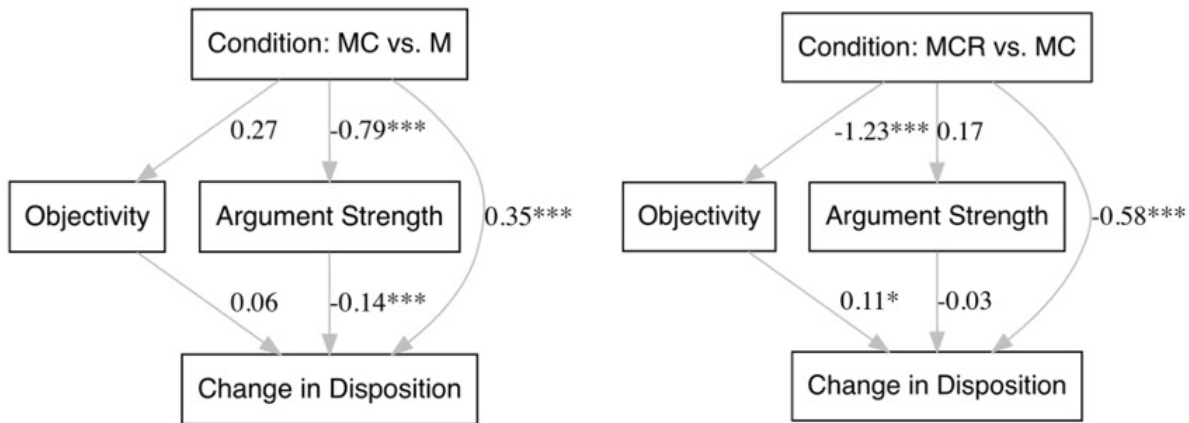 Condition: MC vs. M
0.27
-0.79***
Objectivity
Argument Strength
0.35***
0.06
-0.14***
Change in Disposition
Condition: MCR vs. MC
-1.23***
0.17
Objectivity
Argument Strength
-0.58***
0.11*
-0.03
Change in Disposition